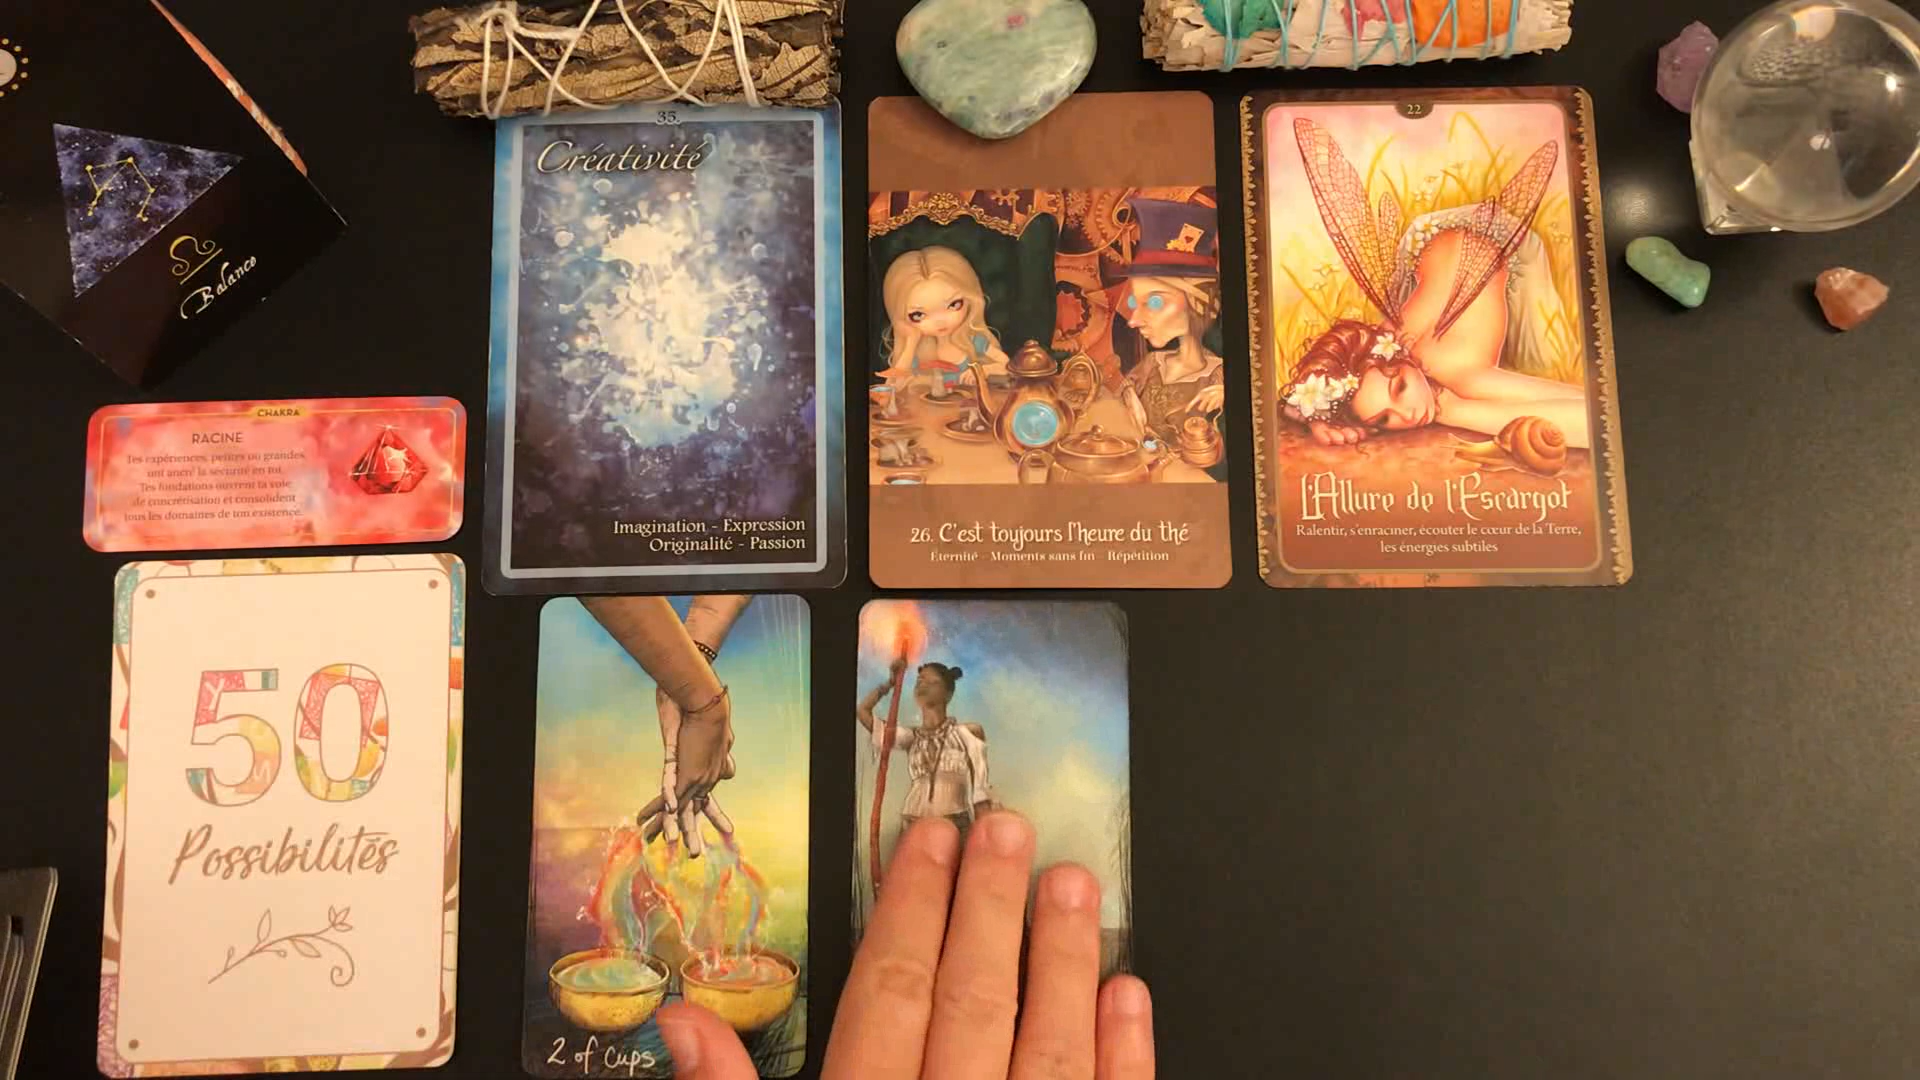 Balance
CHAKRA
RACINE
Tes expériences, petites ou grandes,
ont ancré la sécurité en toi.
Tes fondations ouvrent ta voie
de concrétisation et consolident
tous les domaines de ton existence.
35.
Créativité
Imagination - Expression
Originalité - Passion
26. C'est toujours l'heure du thé
Éternité - Moments sans fin - Répétition
22
L'Allure de l'Escargot
Ralentir, s'enraciner, écouter le cœur de la Terre,
les énergies subtiles
50
Possibilités
2 of cups